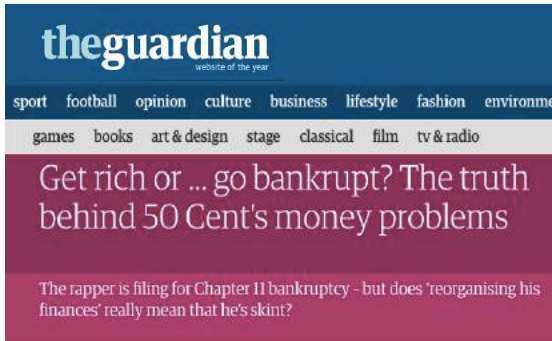 theguardian
website of the year
sport football opinion culture business lifestyle fashion environme
games books art & design stage classical film tv & radio
Get rich or ... go bankrupt? The truth
behind 50 Cent's money problems
The rapper is filing for Chapter 11 bankruptcy – but does ‘reorganising his
finances’ really mean that he’s skint?